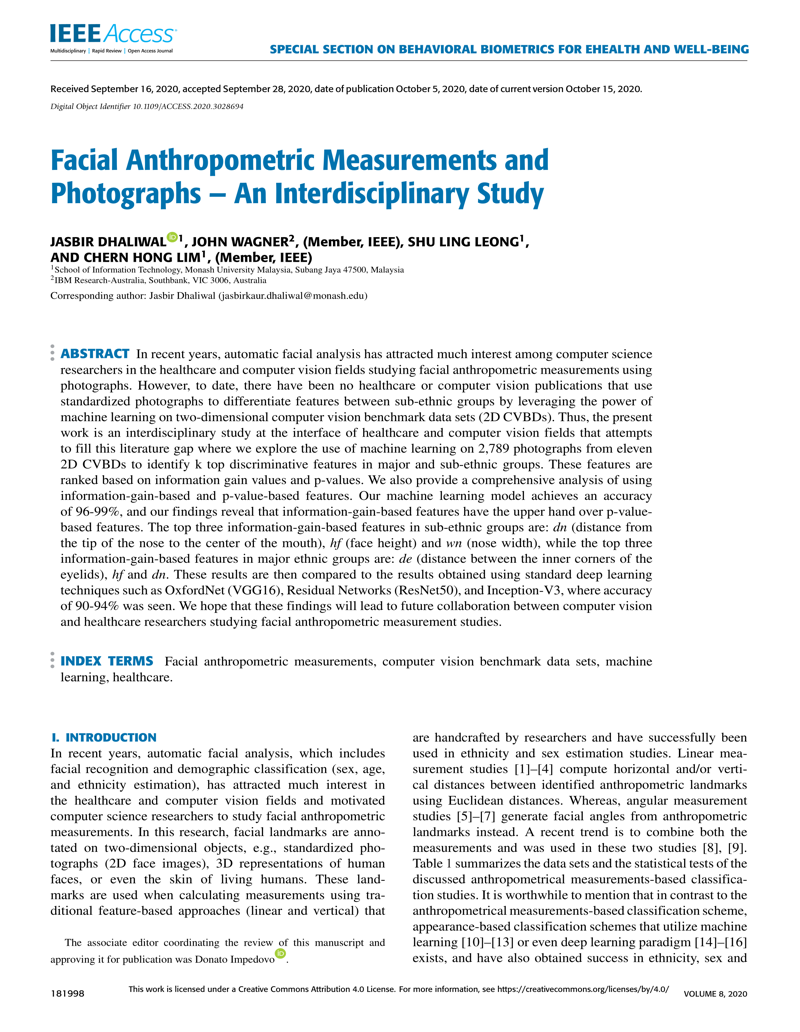 IEEE Access
Multidisciplinary | Rapid Review | Open Access Journal
SPECIAL SECTION ON BEHAVIORAL BIOMETRICS FOR EHEALTH AND WELL-BEING
Received September 16, 2020, accepted September 28, 2020, date of publication October 5, 2020, date of current version October 15, 2020.
Digital Object Identifier 10.1109/ACCESS.2020.3028694
Facial Anthropometric Measurements and
Photographs – An Interdisciplinary Study
JASBIR DHALIWAL iD 1, JOHN WAGNER2, (Member, IEEE), SHU LING LEONG1,
AND CHERN HONG LIM1, (Member, IEEE)
1School of Information Technology, Monash University Malaysia, Subang Jaya 47500, Malaysia
2IBM Research-Australia, Southbank, VIC 3006, Australia
Corresponding author: Jasbir Dhaliwal (jasbirkaur.dhaliwal@monash.edu)
ABSTRACT In recent years, automatic facial analysis has attracted much interest among computer science
researchers in the healthcare and computer vision fields studying facial anthropometric measurements using
photographs. However, to date, there have been no healthcare or computer vision publications that use
standardized photographs to differentiate features between sub-ethnic groups by leveraging the power of
machine learning on two-dimensional computer vision benchmark data sets (2D CVBDs). Thus, the present
work is an interdisciplinary study at the interface of healthcare and computer vision fields that attempts
to fill this literature gap where we explore the use of machine learning on 2,789 photographs from eleven
2D CVBDs to identify k top discriminative features in major and sub-ethnic groups. These features are
ranked based on information gain values and p-values. We also provide a comprehensive analysis of using
information-gain-based and p-value-based features. Our machine learning model achieves an accuracy
of 96-99%, and our findings reveal that information-gain-based features have the upper hand over p-value-
based features. The top three information-gain-based features in sub-ethnic groups are: dn (distance from
the tip of the nose to the center of the mouth), hf (face height) and wn (nose width), while the top three
information-gain-based features in major ethnic groups are: de (distance between the inner corners of the
eyelids), hf and dn. These results are then compared to the results obtained using standard deep learning
techniques such as OxfordNet (VGG16), Residual Networks (ResNet50), and Inception-V3, where accuracy
of 90-94% was seen. We hope that these findings will lead to future collaboration between computer vision
and healthcare researchers studying facial anthropometric measurement studies.
INDEX TERMS Facial anthropometric measurements, computer vision benchmark data sets, machine
learning, healthcare.
I. INTRODUCTION
In recent years, automatic facial analysis, which includes
facial recognition and demographic classification (sex, age,
and ethnicity estimation), has attracted much interest in
the healthcare and computer vision fields and motivated
computer science researchers to study facial anthropometric
measurements. In this research, facial landmarks are anno-
tated on two-dimensional objects, e.g., standardized pho-
tographs (2D face images), 3D representations of human
faces, or even the skin of living humans. These land-
marks are used when calculating measurements using tra-
ditional feature-based approaches (linear and vertical) that
The associate editor coordinating the review of this manuscript and
approving it for publication was Donato Impedovo iD .
are handcrafted by researchers and have successfully been
used in ethnicity and sex estimation studies. Linear mea-
surement studies [1]–[4] compute horizontal and/or verti-
cal distances between identified anthropometric landmarks
using Euclidean distances. Whereas, angular measurement
studies [5]–[7] generate facial angles from anthropometric
landmarks instead. A recent trend is to combine both the
measurements and was used in these two studies [8], [9].
Table 1 summarizes the data sets and the statistical tests of the
discussed anthropometrical measurements-based classifica-
tion studies. It is worthwhile to mention that in contrast to the
anthropometrical measurements-based classification scheme,
appearance-based classification schemes that utilize machine
learning [10]–[13] or even deep learning paradigm [14]–[16]
exists, and have also obtained success in ethnicity, sex and
181998
This work is licensed under a Creative Commons Attribution 4.0 License. For more information, see https://creativecommons.org/licenses/by/4.0/
VOLUME 8, 2020